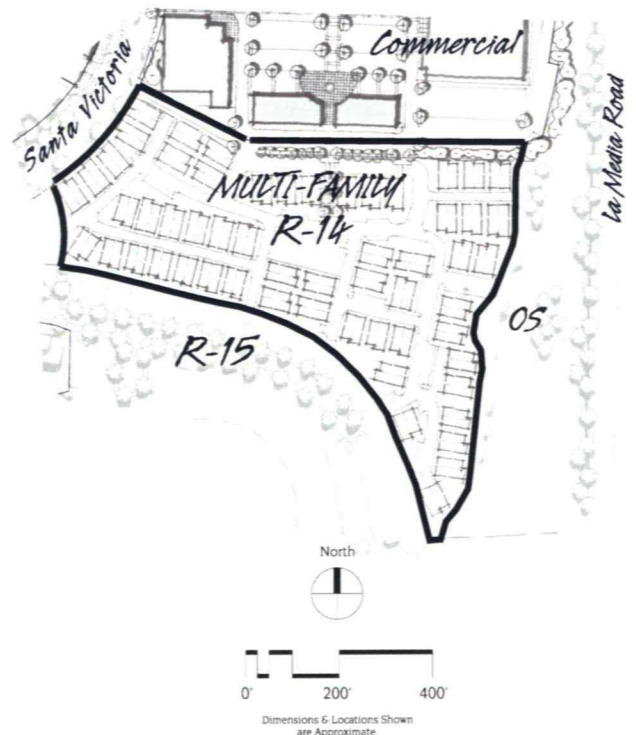 Commercial
Santa Victoria
La Media Road
MULTI-FAMILY
R-14
OS
R-15
North
0' 200' 400'
Dimensions & Locations Shown
are Approximate